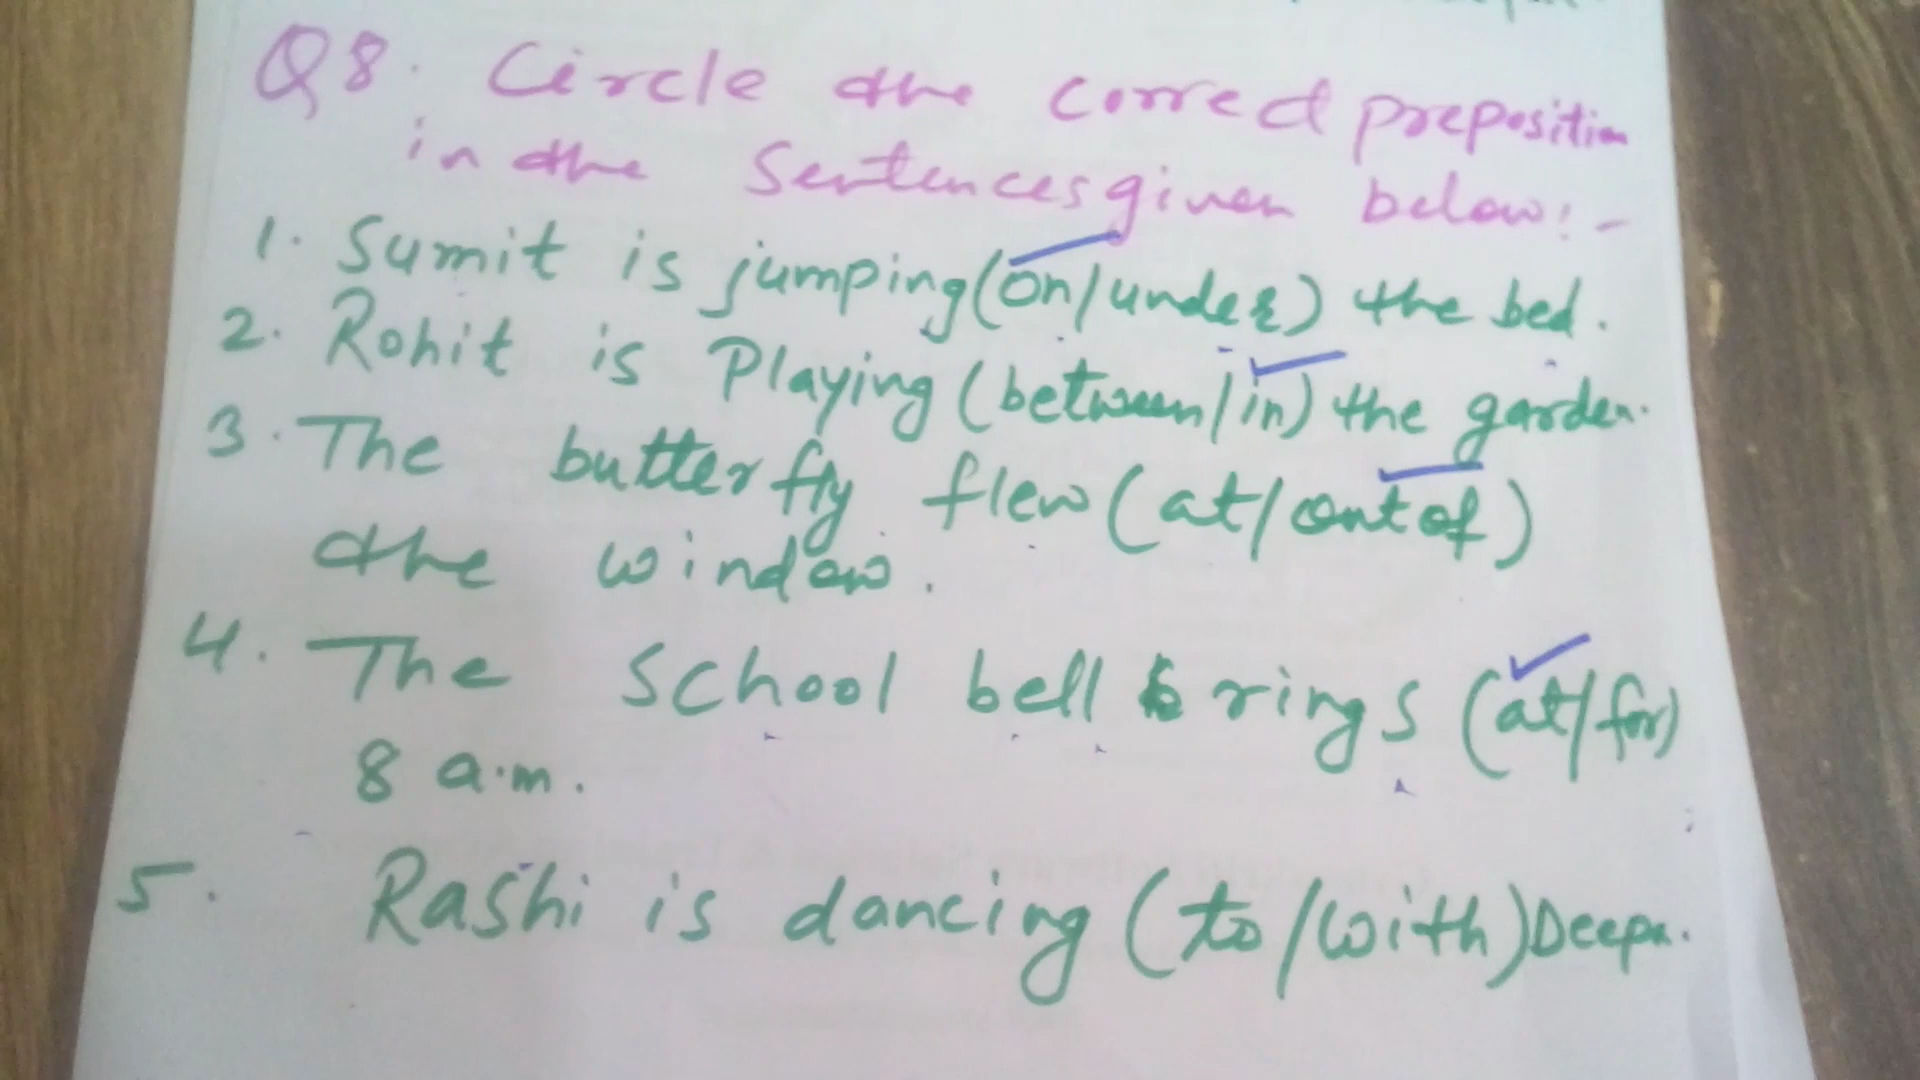 Q8. Circle the correct preposition
in the Sentences given below:-
1. Sumit is jumping (on/under) the bed.
2. Rohit is Playing (between/in) the garden.
3. The butterfly flew (at/out of)
the window.
4. The School bell rings (at/for)
8 a.m.
5. Rashi is dancing (to/with) Deepa.